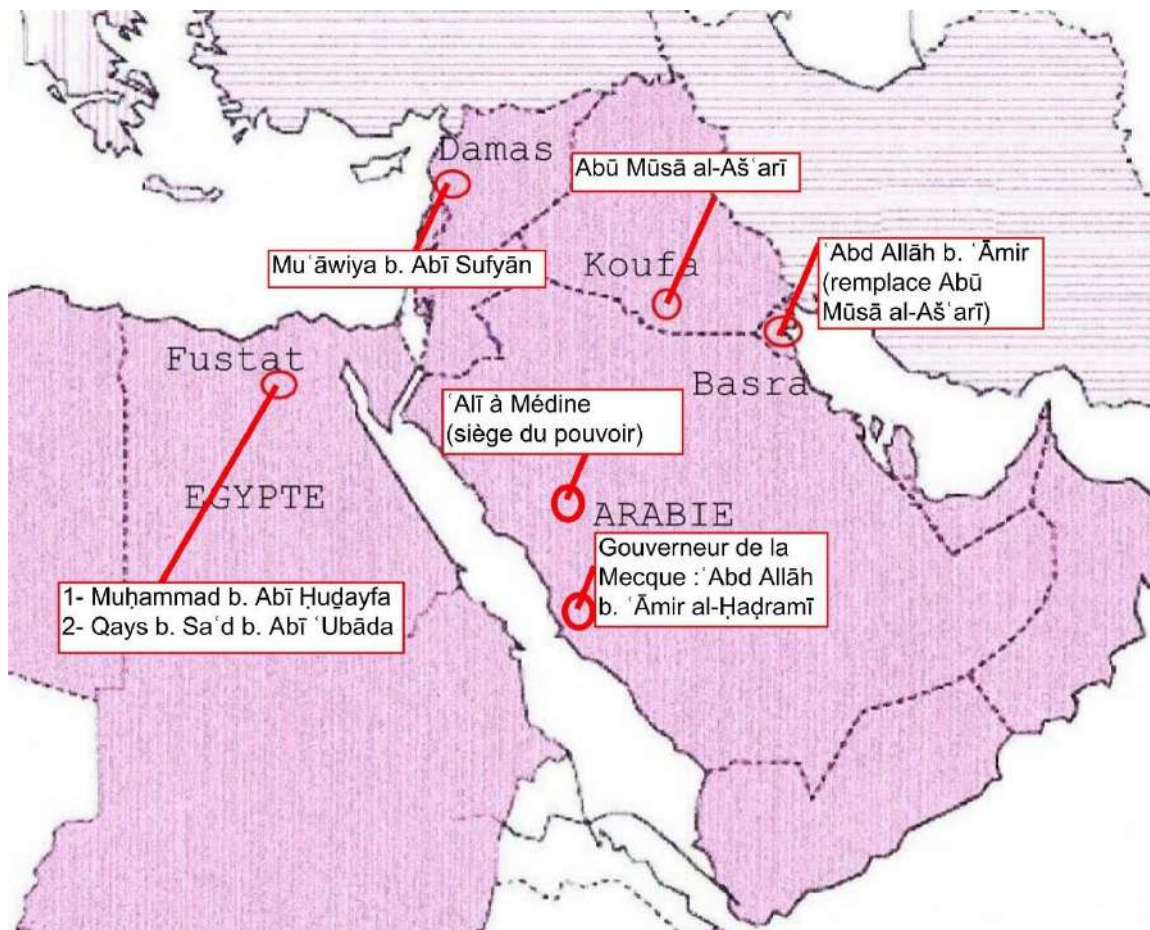 Damas
Abū Mūsā al-Ašʿarī
Muʿāwiya b. Abī Sufyān
Koufa
ʿAbd Allāh b. ʿĀmir
(remplace Abū
Mūsā al-Ašʿarī)
Fustat
Basra
ʿAlī à Médine
(siège du pouvoir)
EGYPTE
ARABIE
Gouverneur de la
Mecque :ʿAbd Allāh
b. ʿĀmir al-Ḥaḍramī
1- Muḥammad b. Abī Ḥuḏayfa
2- Qays b. Saʿd b. Abī ʿUbāda